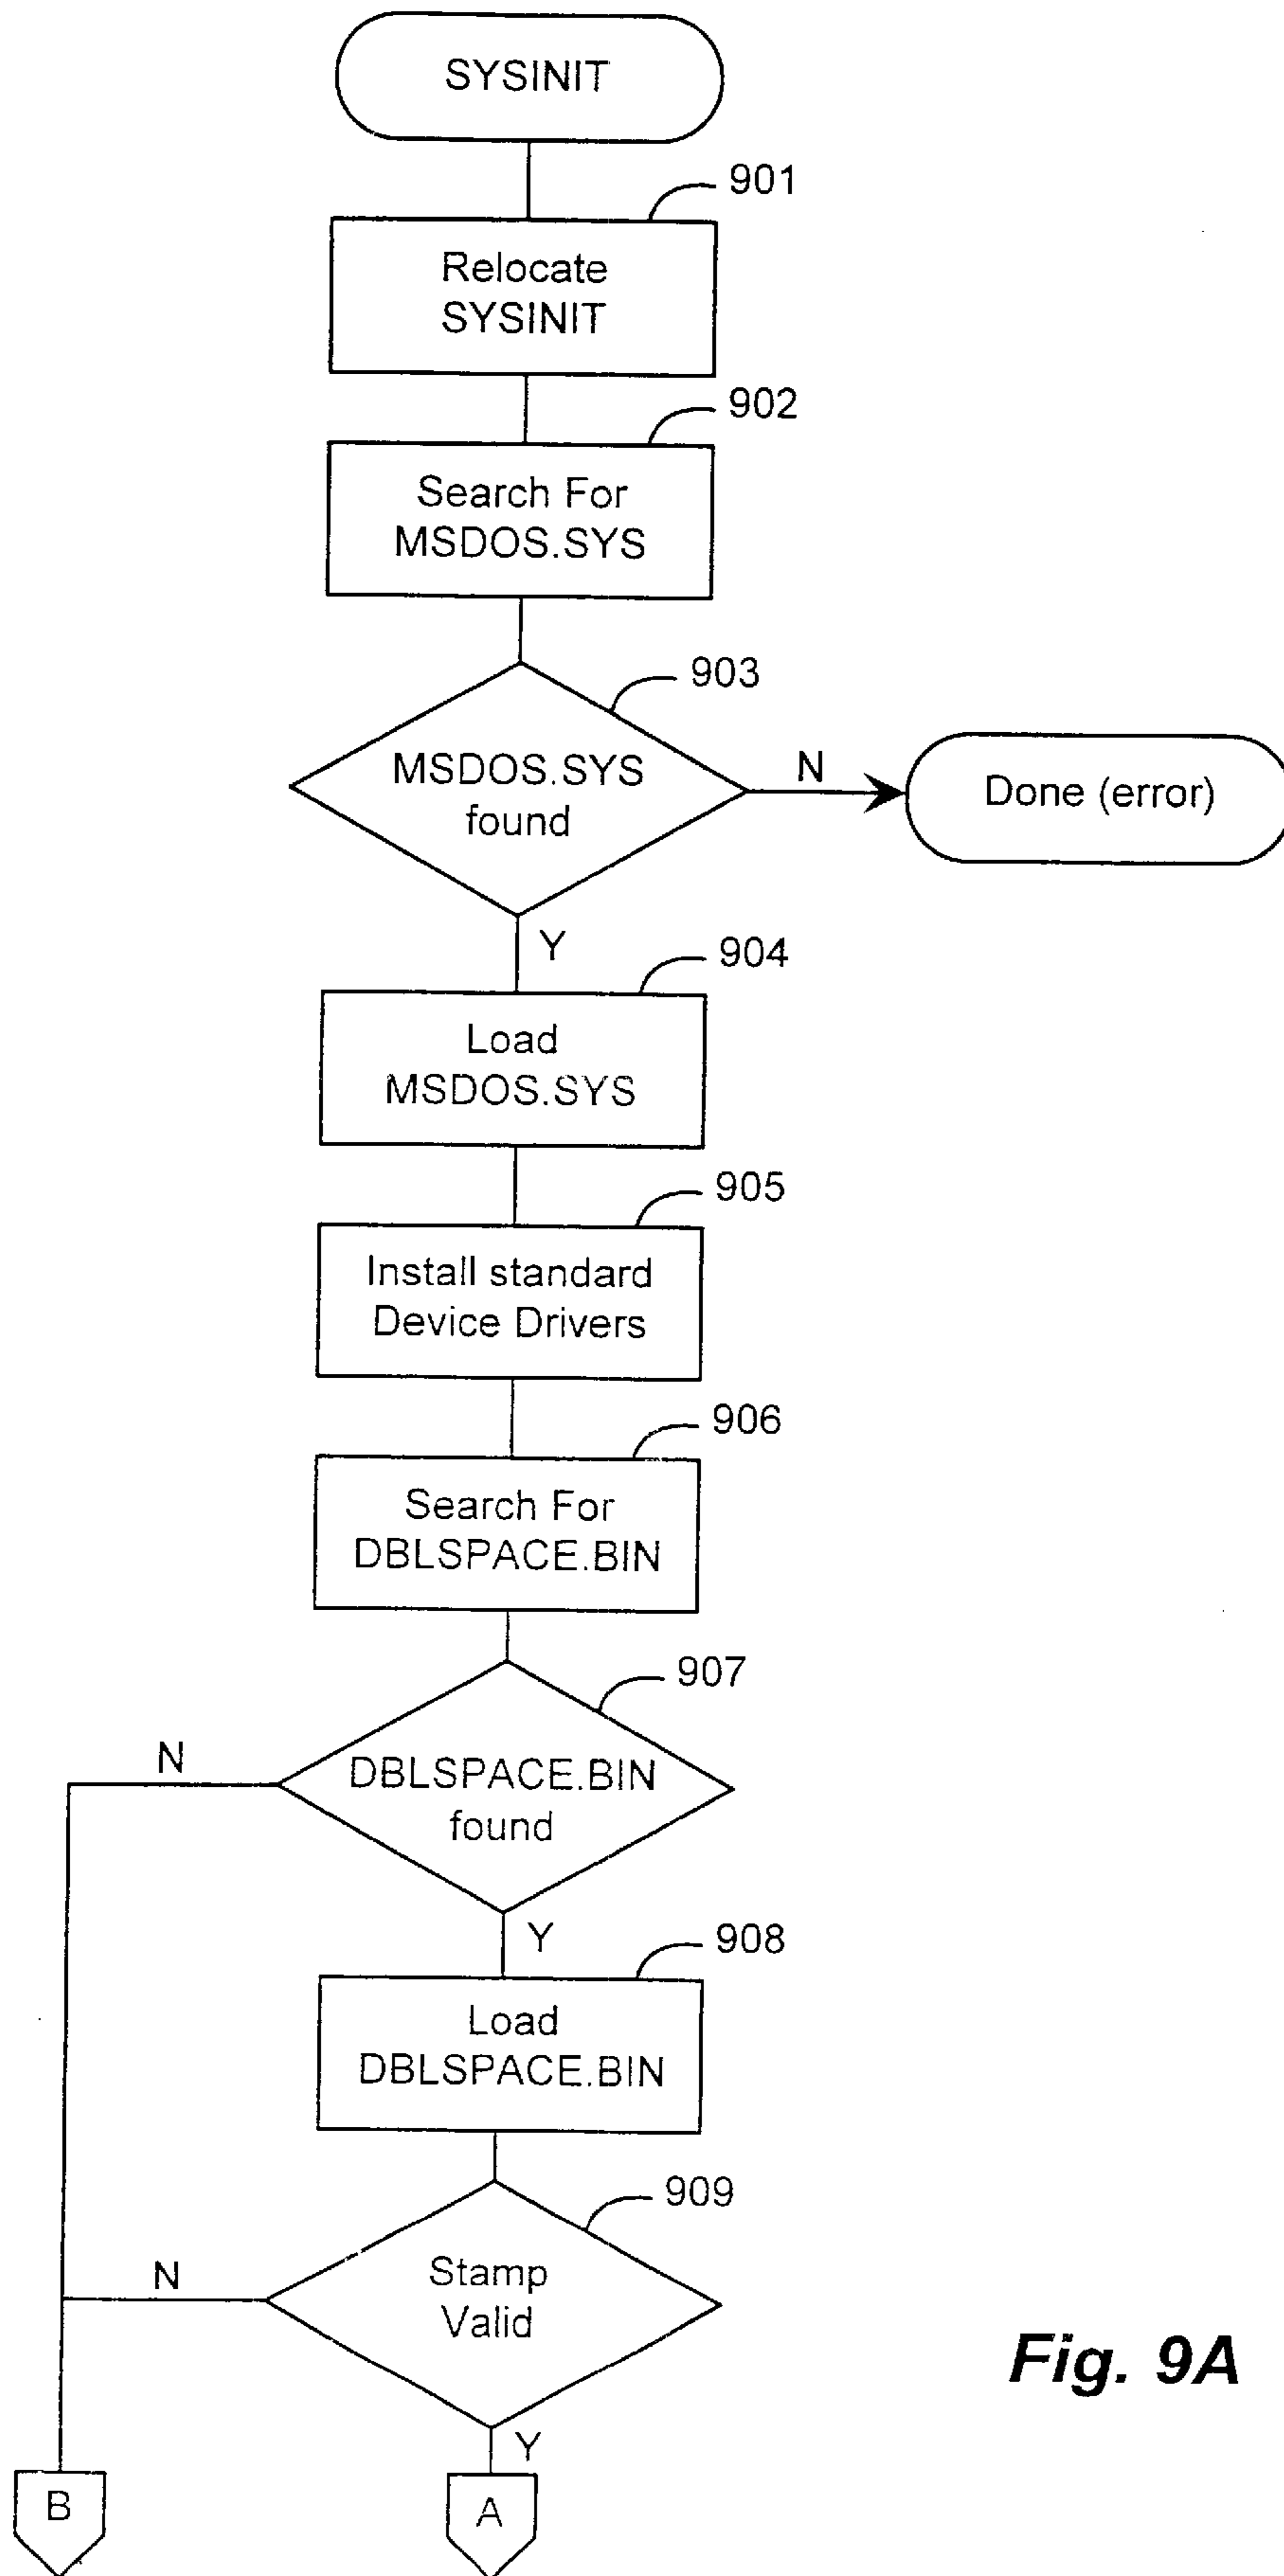 SYSINIT
901
Relocate
SYSINIT
902
Search For
MSDOS.SYS
903
MSDOS.SYS
found
N
Done (error)
Y
904
Load
MSDOS.SYS
905
Install standard
Device Drivers
906
Search For
DBLSPACE.BIN
907
N
DBLSPACE.BIN
found
Y
908
Load
DBLSPACE.BIN
909
N
Stamp
Valid
Fig. 9A
Y
B
A